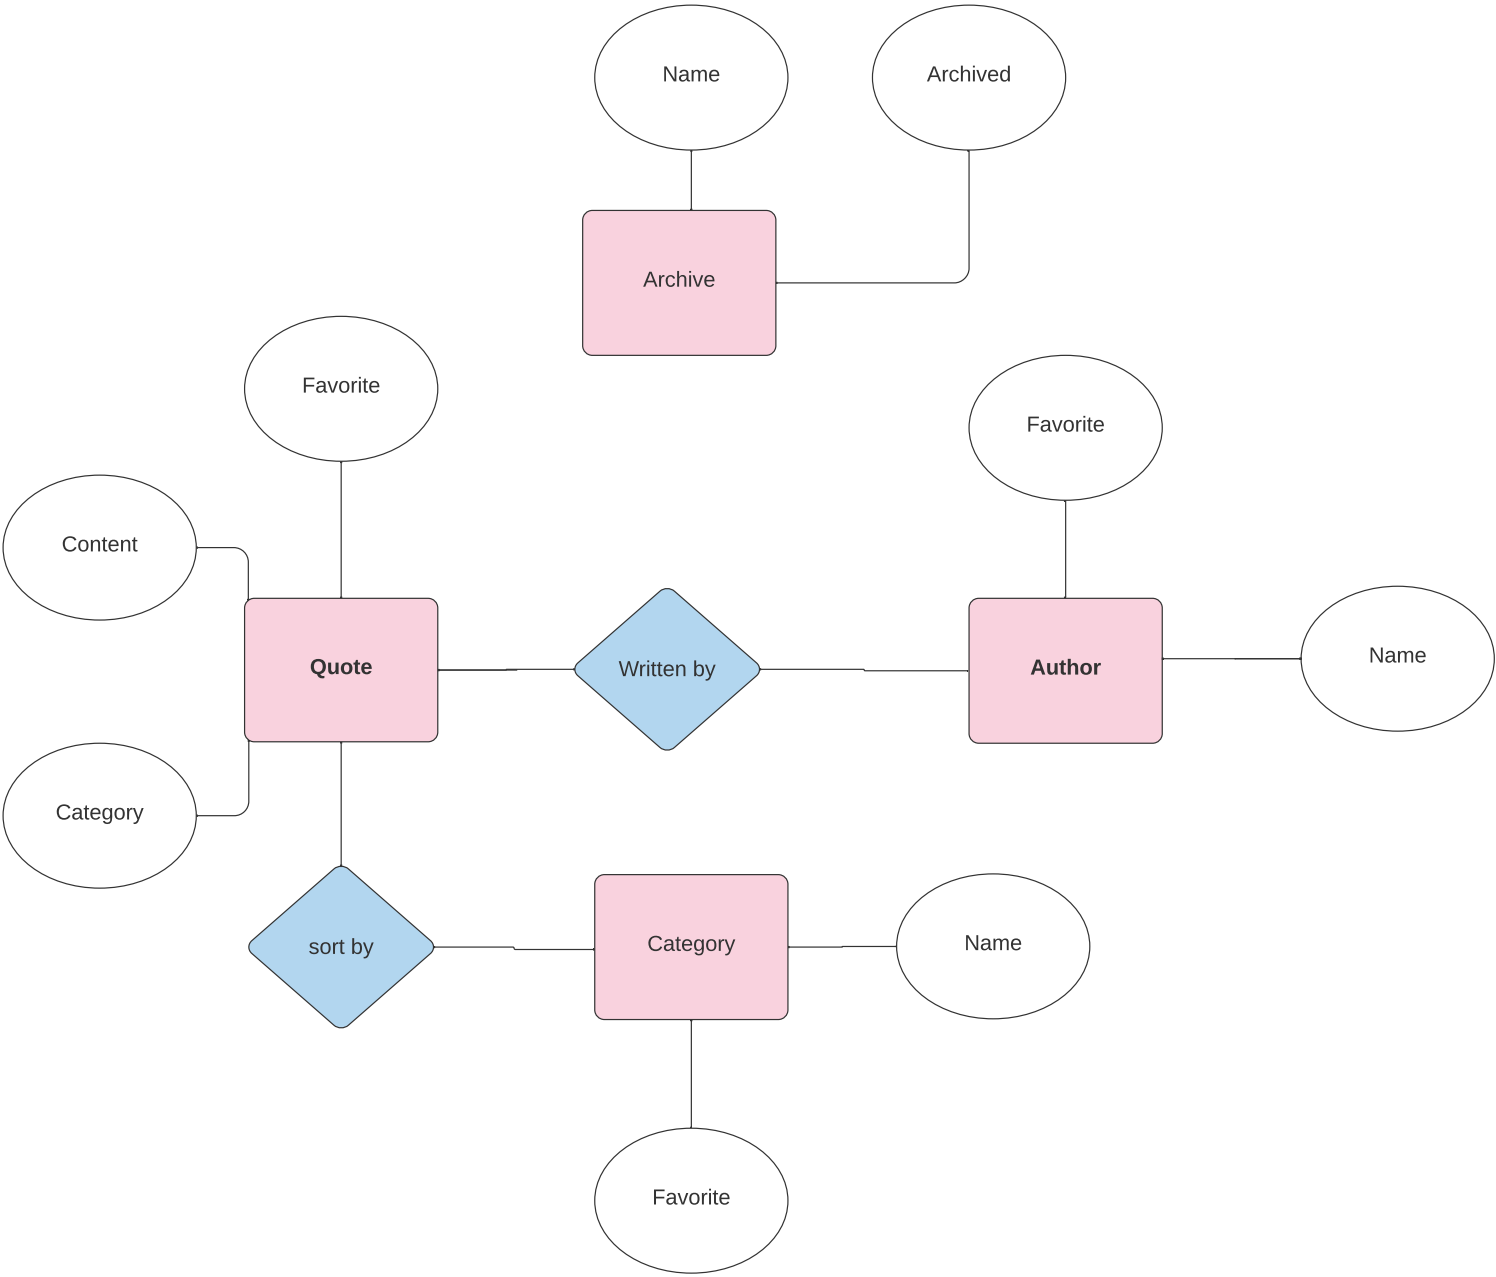 Name
Archived
Archive
Favorite
Favorite
Content
Quote
Written by
Author
Name
Category
sort by
Category
Name
Favorite